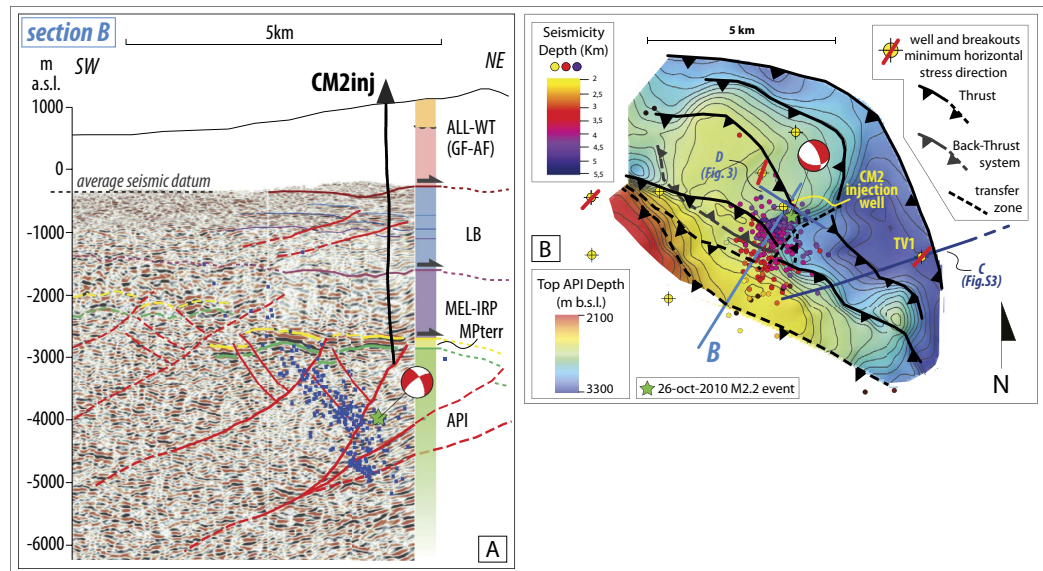 section B
5km
m
a.s.l.
SW
NE
CM2inj
1000
0
-1000
-2000
-3000
-4000
-5000
-6000
average seismic datum
ALL-WT
(GF-AF)
LB
MEL-IRP
MPterr
API
A
Seismicity
Depth (Km)
2
2,5
3
3,5
4
4,5
5
5,5
5 km
well and breakouts
minimum horizontal
stress direction
Thrust
Back-Thrust
system
transfer
zone
D
(Fig. 3)
CM2
injection
well
TV1
C
(Fig.S3)
B
B
Top API Depth
(m b.s.l.)
2100
3300
26-oct-2010 M2.2 event
N